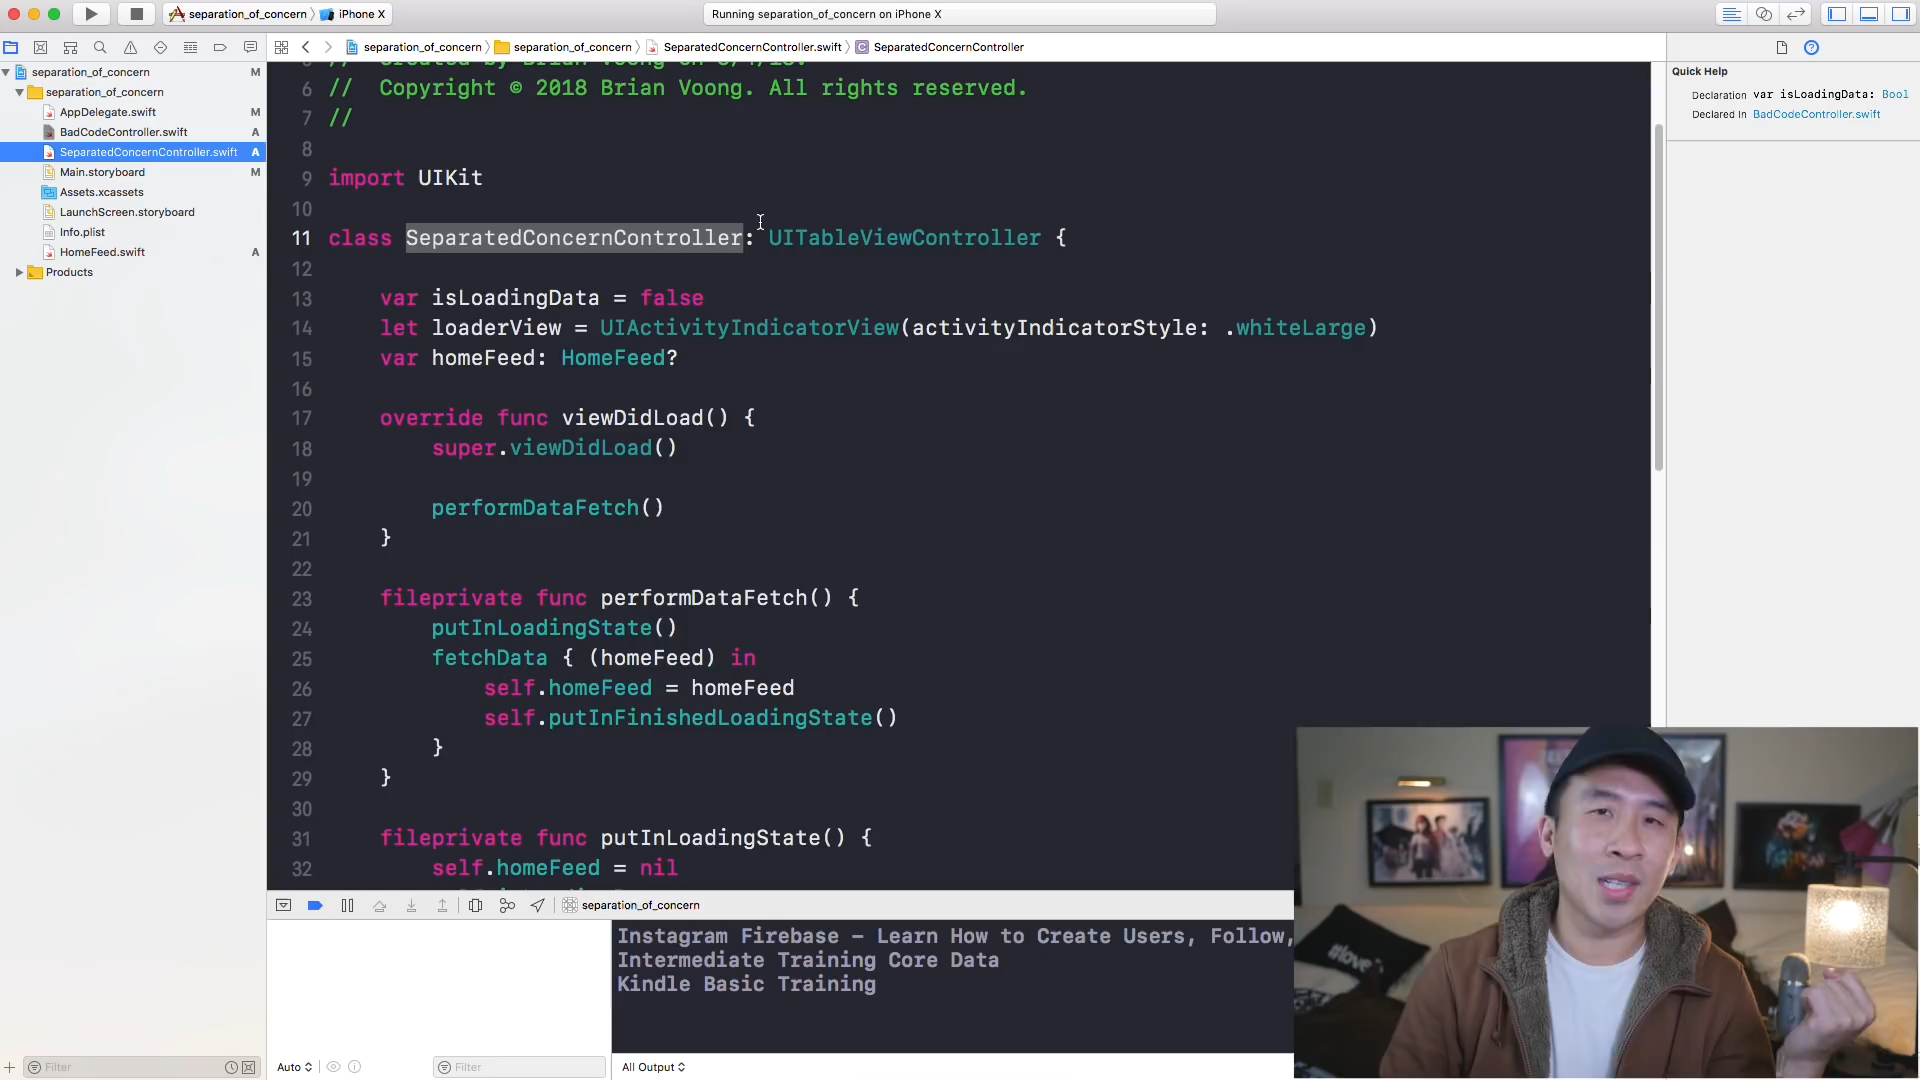 separation_of_concern
iPhone X
Running separation_of_concern on iPhone X
separation_of_concern
separation_of_concern
SeparatedConcernController.swift
C SeparatedConcernController
separation_of_concern M
separation_of_concern
AppDelegate.swift M
BadCodeController.swift A
SeparatedConcernController.swift A
Main.storyboard M
Assets.xcassets
LaunchScreen.storyboard
Info.plist
HomeFeed.swift A
Products
Filter
6 // Copyright © 2018 Brian Voong. All rights reserved.
7 //
8
9 import UIKit
10
11 class SeparatedConcernController: UITableViewController {
12
13 var isLoadingData = false
14 let loaderView = UIActivityIndicatorView(activityIndicatorStyle: .whiteLarge)
15 var homeFeed: HomeFeed?
16
17 override func viewDidLoad() {
18 super.viewDidLoad()
19
20 performDataFetch()
21 }
22
23 fileprivate func performDataFetch() {
24 putInLoadingState()
25 fetchData { (homeFeed) in
26 self.homeFeed = homeFeed
27 self.putInFinishedLoadingState()
28 }
29 }
30
31 fileprivate func putInLoadingState() {
32 self.homeFeed = nil
separation_of_concern
Instagram Firebase - Learn How to Create Users, Follow,
Intermediate Training Core Data
Kindle Basic Training
Auto
Filter
All Output
Quick Help
Declaration var isLoadingData: Bool
Declared In BadCodeController.swift
#love